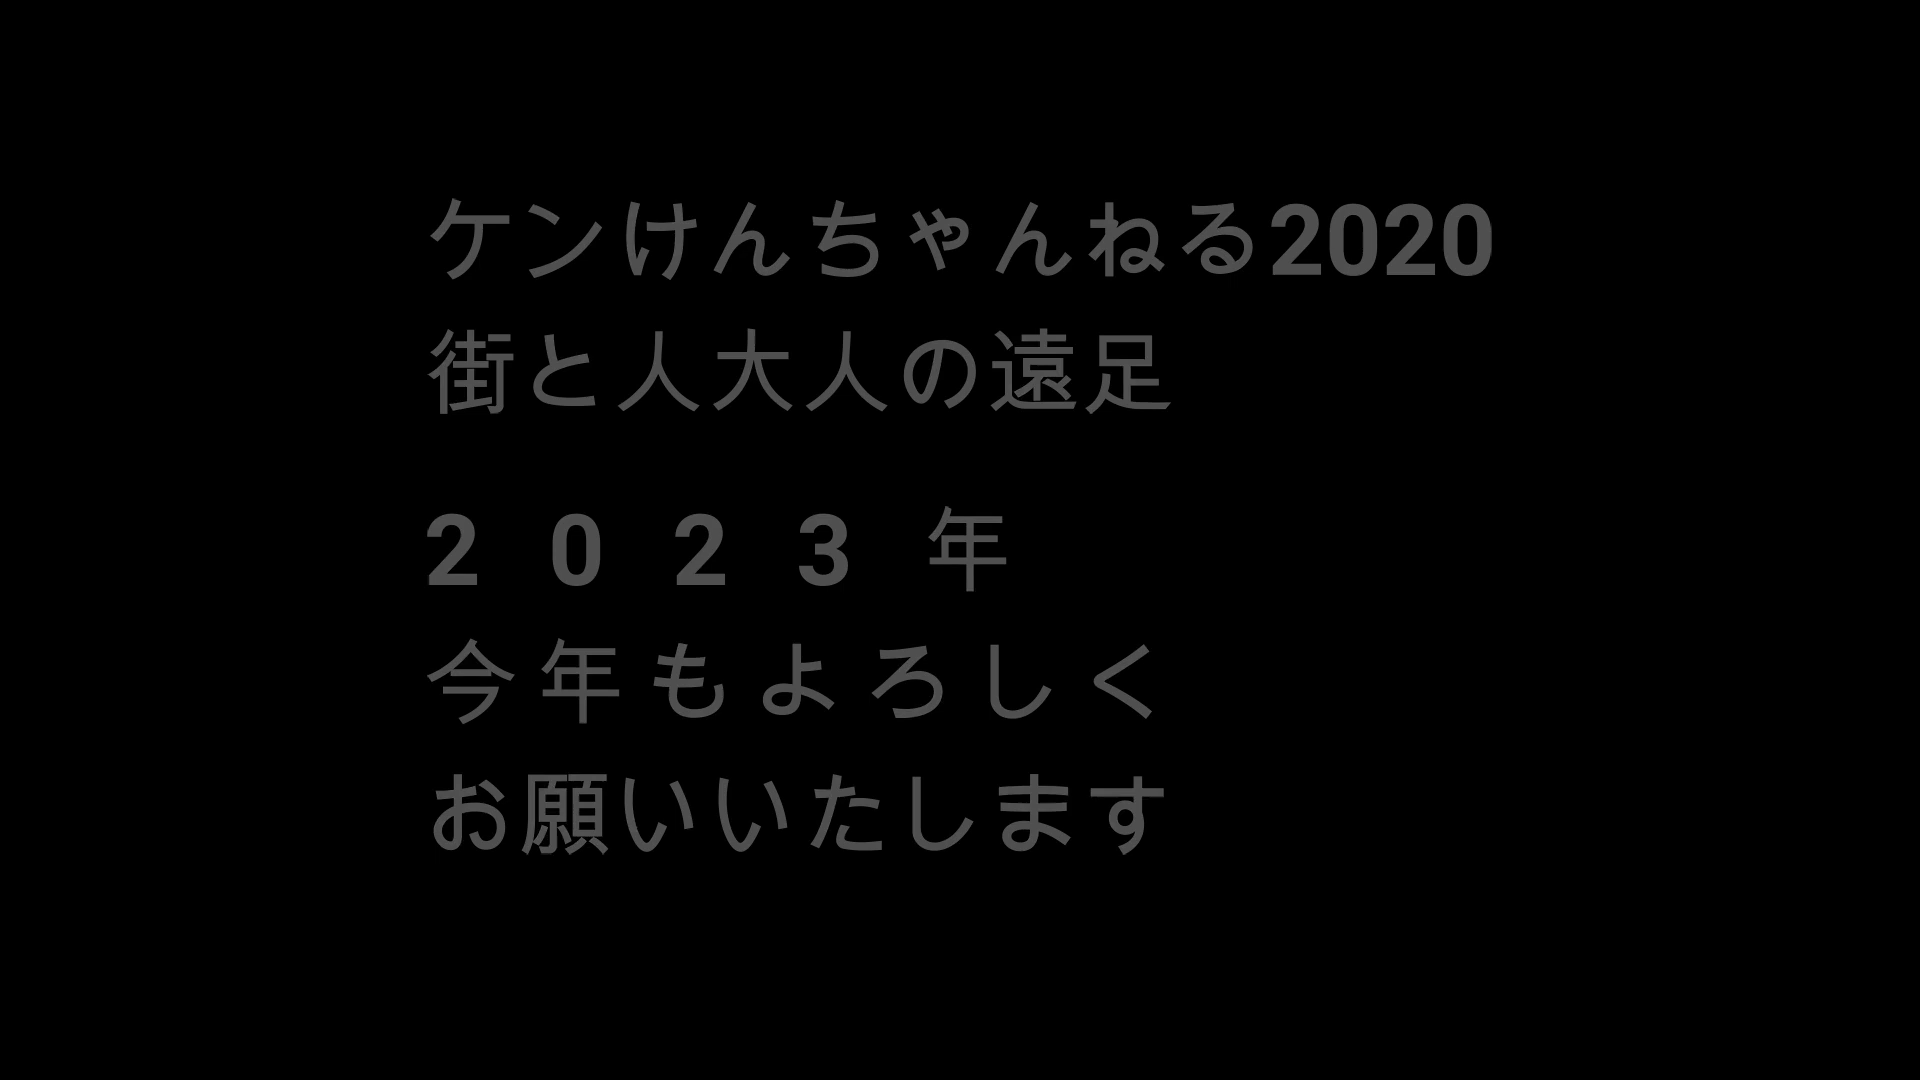 ケンけんちゃんねる2020
街と人大人の遠足
2 0 2 3 年
今年もよろしく
お願いいたします